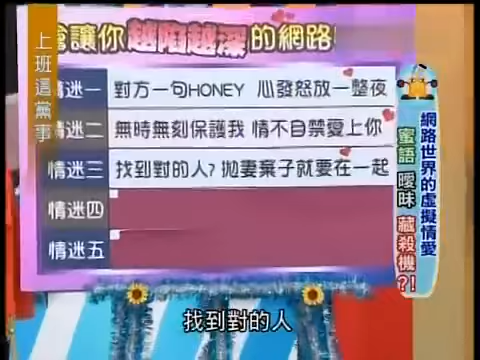 上班這黨事
會讓你越陷越深的網路
情迷一 對方一句HONEY 心發怒放一整夜
情迷二 無時無刻保護我 情不自禁愛上你
情迷三 找到對的人?拋妻棄子就要在一起
情迷四
情迷五
網路世界的虛擬情愛
蜜語 曖昧 藏殺機?!
找到對的人